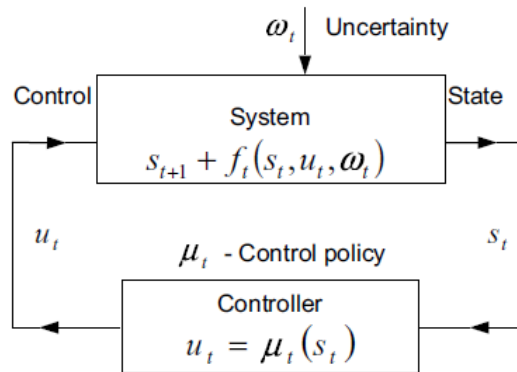 ω_t Uncertainty
Control
State
System
s_{t+1} + f_t(s_t, u_t, ω_t)
u_t
s_t
μ_t - Control policy
Controller
u_t = μ_t(s_t)